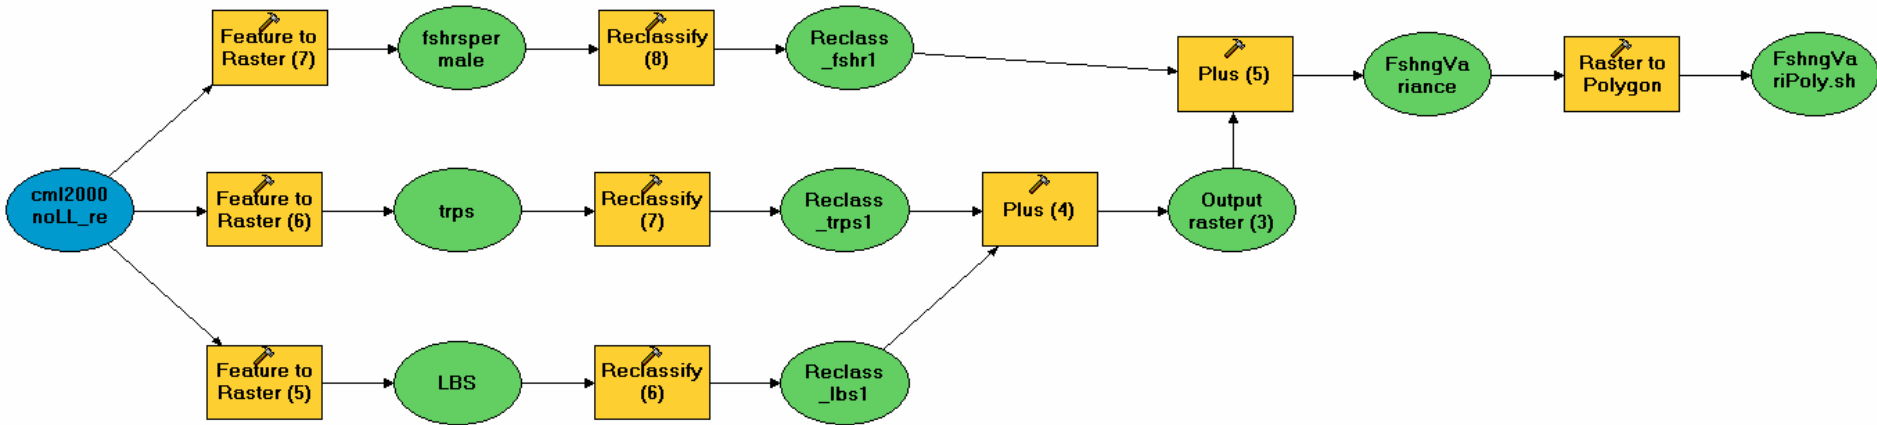 Feature to
Raster (7)
fshrsper
male
Reclassify
(8)
Reclass
_fshr1
Plus (5)
FshngVa
riance
Raster to
Polygon
FshngVa
riPoly.sh
cml2000
noLL_re
Feature to
Raster (6)
trps
Reclassify
(7)
Reclass
_trps1
Plus (4)
Output
raster (3)
Feature to
Raster (5)
LBS
Reclassify
(6)
Reclass
_lbs1